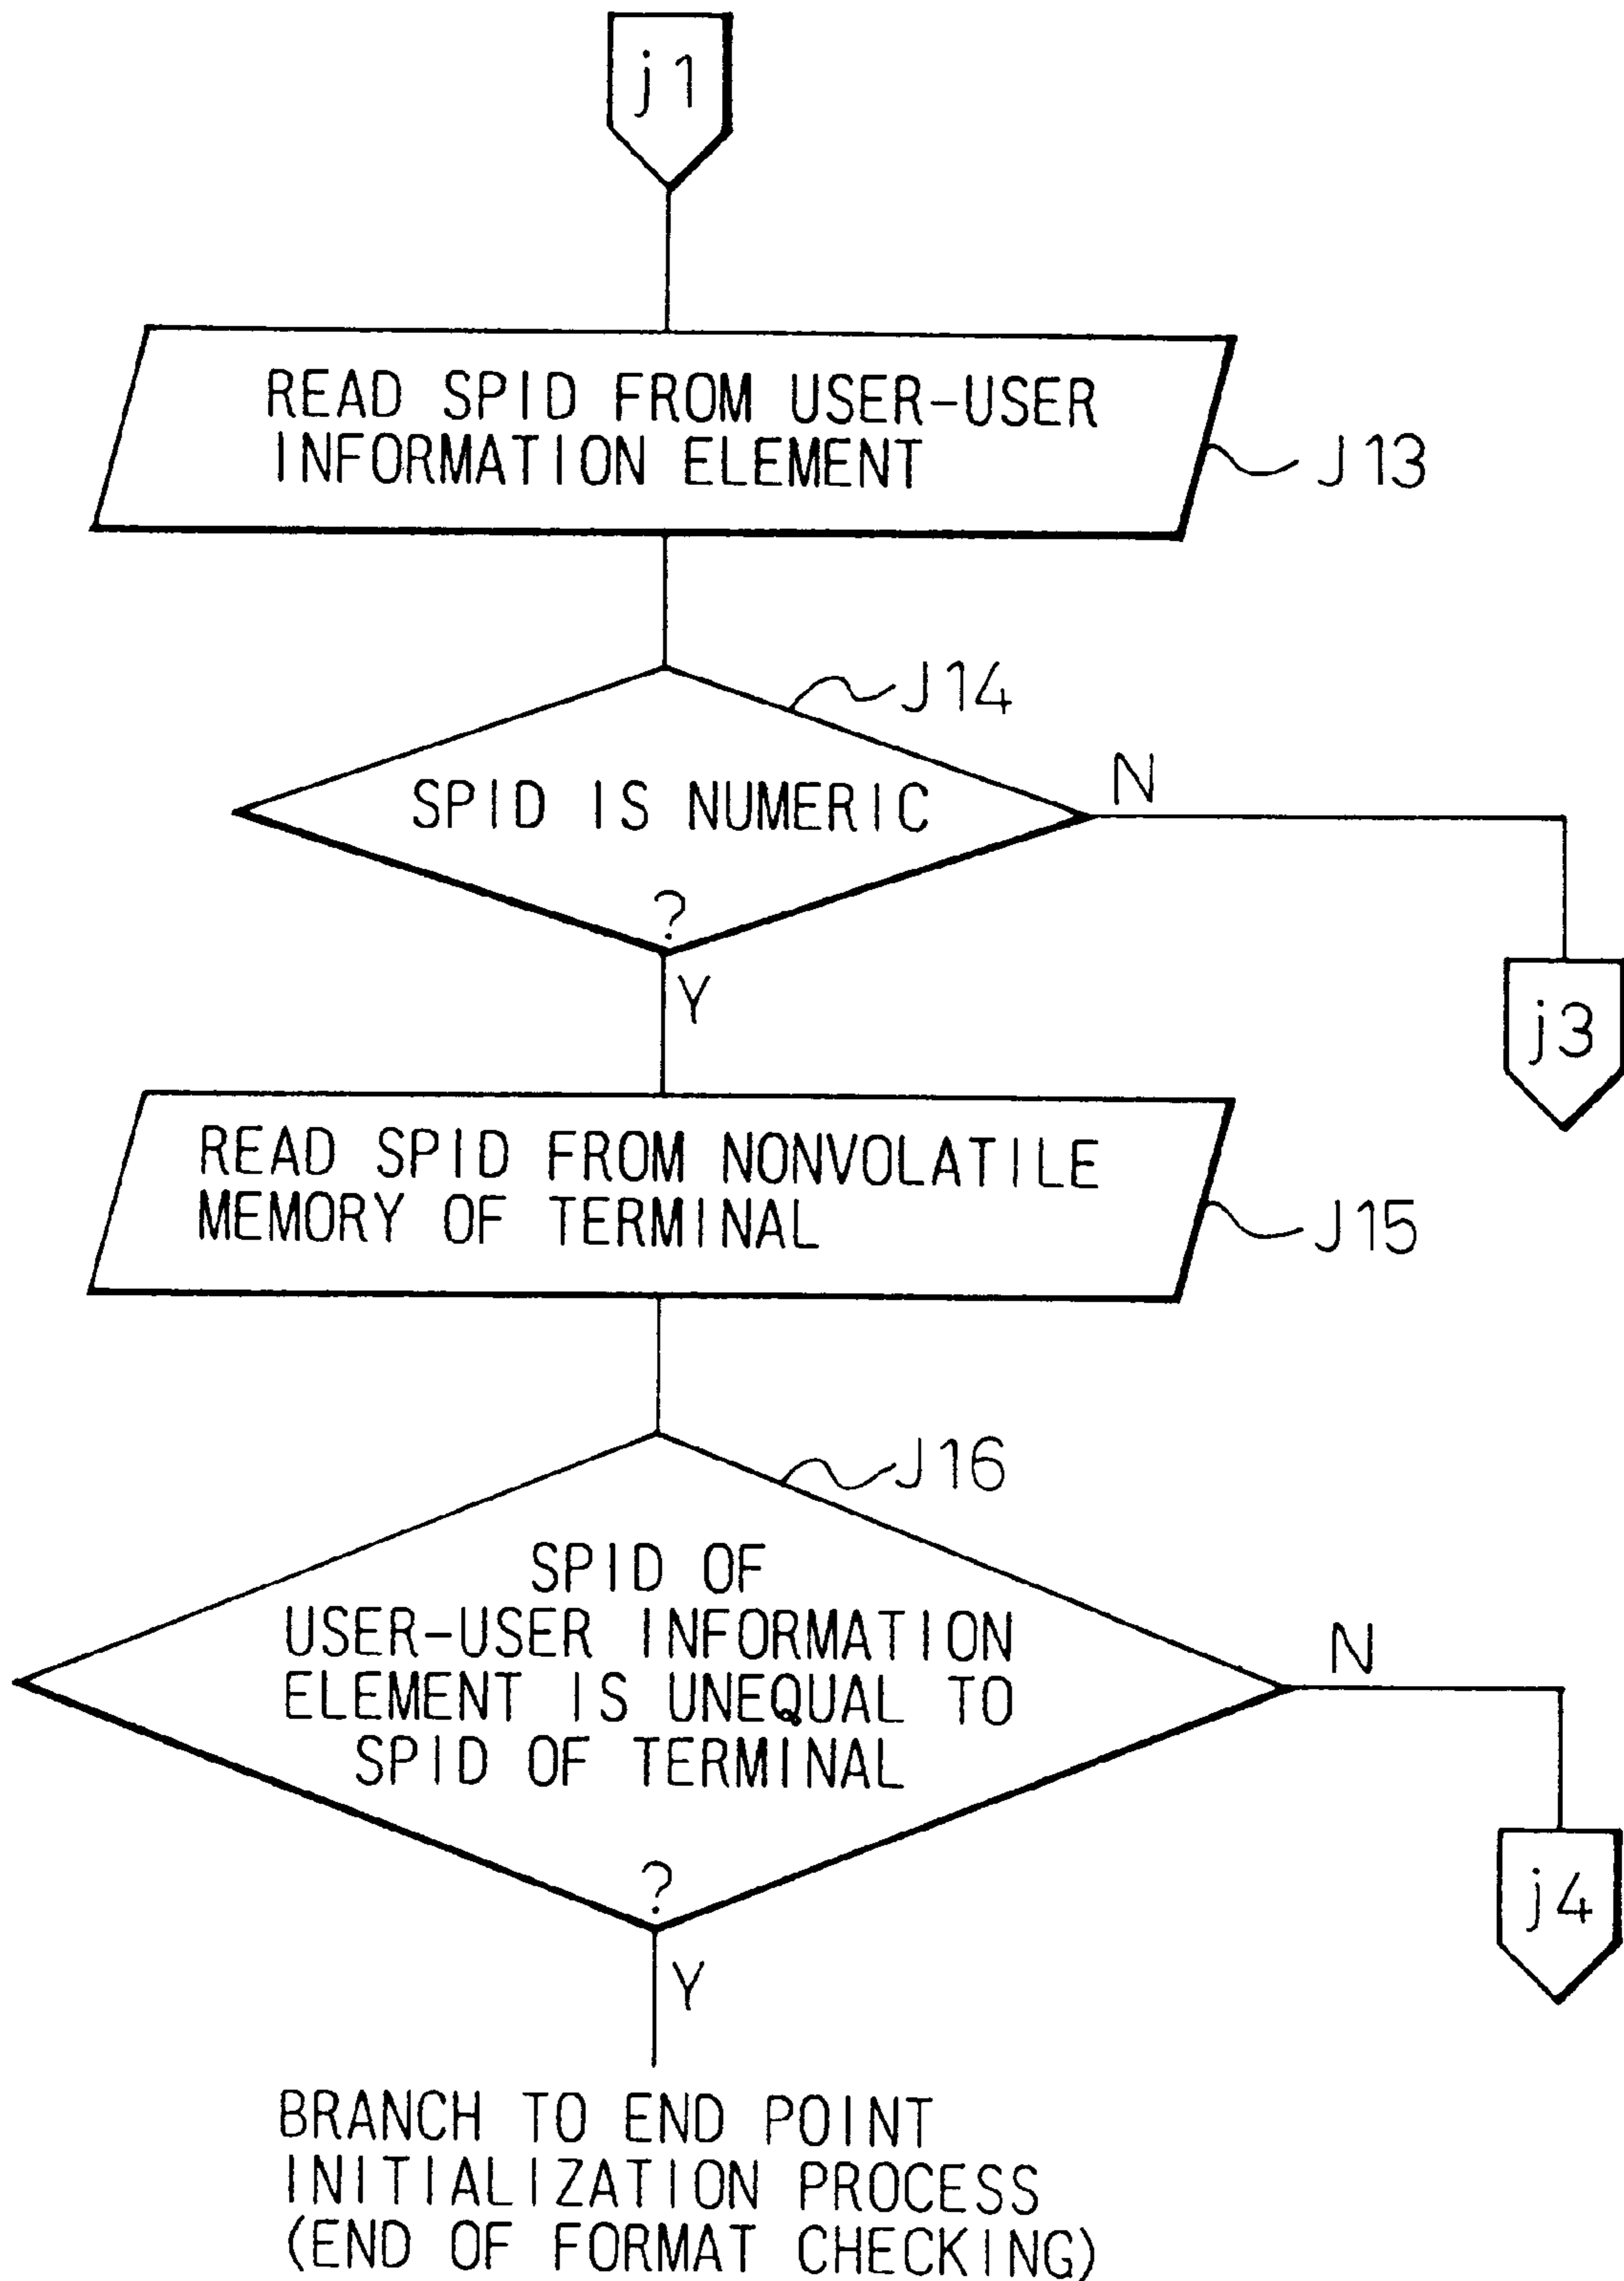 j1
READ SPID FROM USER-USER
INFORMATION ELEMENT
J13
J14
SPID IS NUMERIC
N
?
Y
j3
READ SPID FROM NONVOLATILE
MEMORY OF TERMINAL
J15
J16
SPID OF
USER-USER INFORMATION
ELEMENT IS UNEQUAL TO
SPID OF TERMINAL
N
?
Y
j4
BRANCH TO END POINT
INITIALIZATION PROCESS
(END OF FORMAT CHECKING)